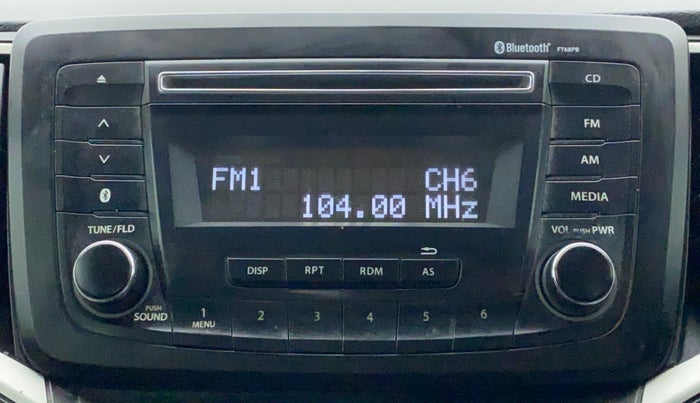 Bluetooth® FT68PB
CD
FM
AM
MEDIA
FM1 CH6
104.00 MHz
TUNE/FLD
VOL PUSH PWR
DISP RPT RDM AS
PUSH
SOUND
1 2 3 4 5 6
MENU